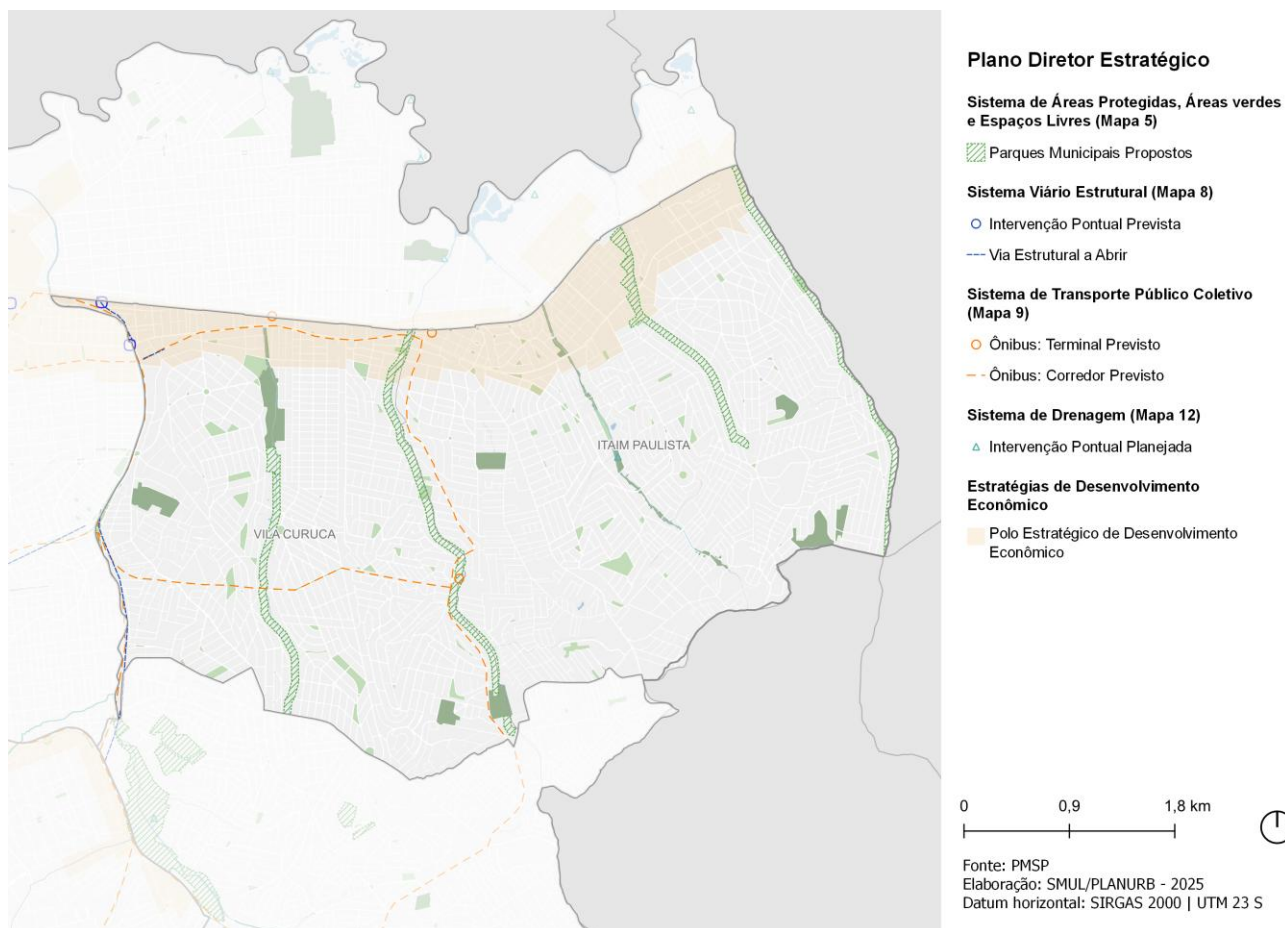 Plano Diretor Estratégico
Sistema de Áreas Protegidas, Áreas verdes
e Espaços Livres (Mapa 5)
Parques Municipais Propostos
Sistema Viário Estrutural (Mapa 8)
Intervenção Pontual Prevista
Via Estrutural a Abrir
Sistema de Transporte Público Coletivo
(Mapa 9)
Ônibus: Terminal Previsto
Ônibus: Corredor Previsto
Sistema de Drenagem (Mapa 12)
Intervenção Pontual Planejada
Estratégias de Desenvolvimento
Econômico
Polo Estratégico de Desenvolvimento
Econômico
ITAIM PAULISTA
VILA CURUCA
0 0,9 1,8 km
Fonte: PMSP
Elaboração: SMUL/PLANURB - 2025
Datum horizontal: SIRGAS 2000 | UTM 23 S